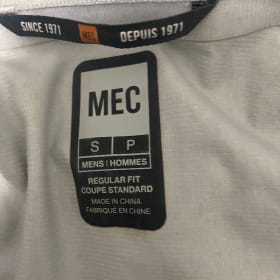 SINCE 1971 MEC DEPUIS 1971
MEC
S P
MENS | HOMMES
REGULAR FIT
COUPE STANDARD
MADE IN CHINA
FABRIQUÉ EN CHINE